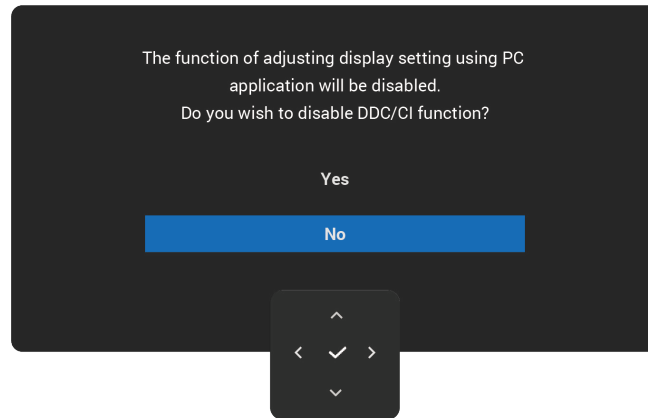 The function of adjusting display setting using PC
application will be disabled.
Do you wish to disable DDC/CI function?
Yes
No